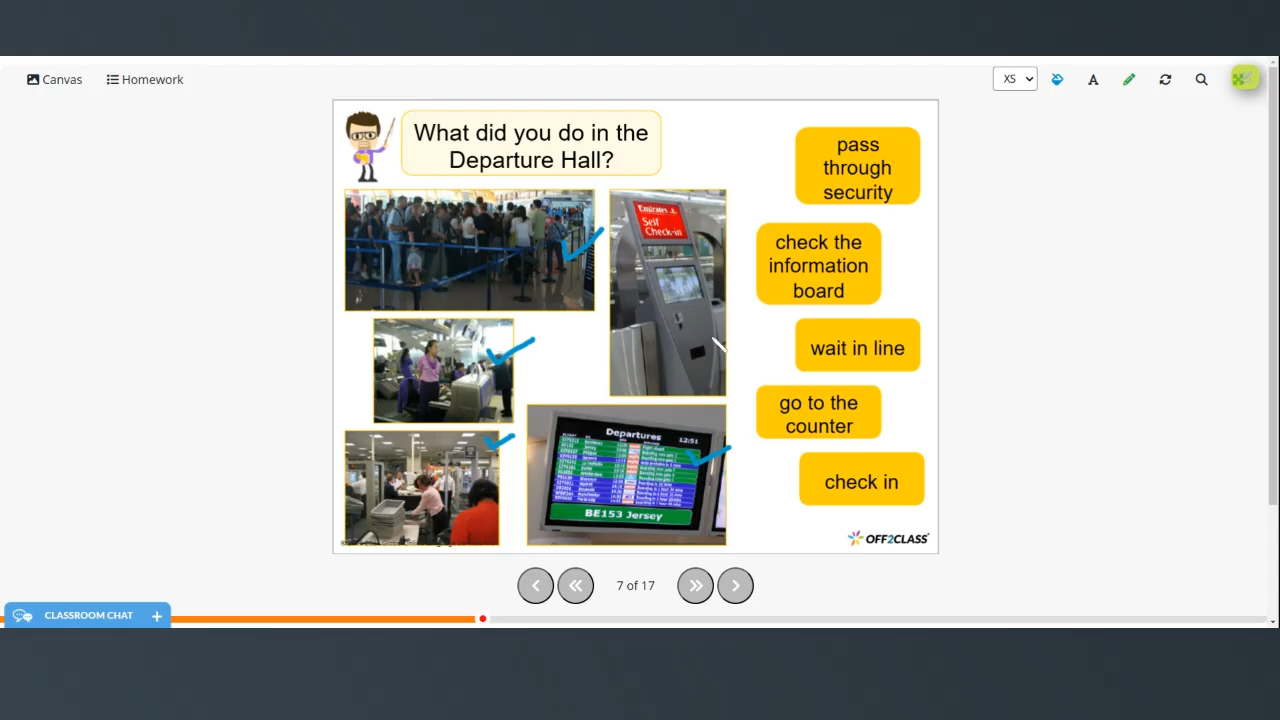 Canvas
Homework
XS
A
What did you do in the
Departure Hall?
Emirates
Self
Check-in
Departures
12:51
BE153 Jersey
pass
through
security
check the
information
board
wait in line
go to the
counter
check in
OFF2CLASS
7 of 17
CLASSROOM CHAT +